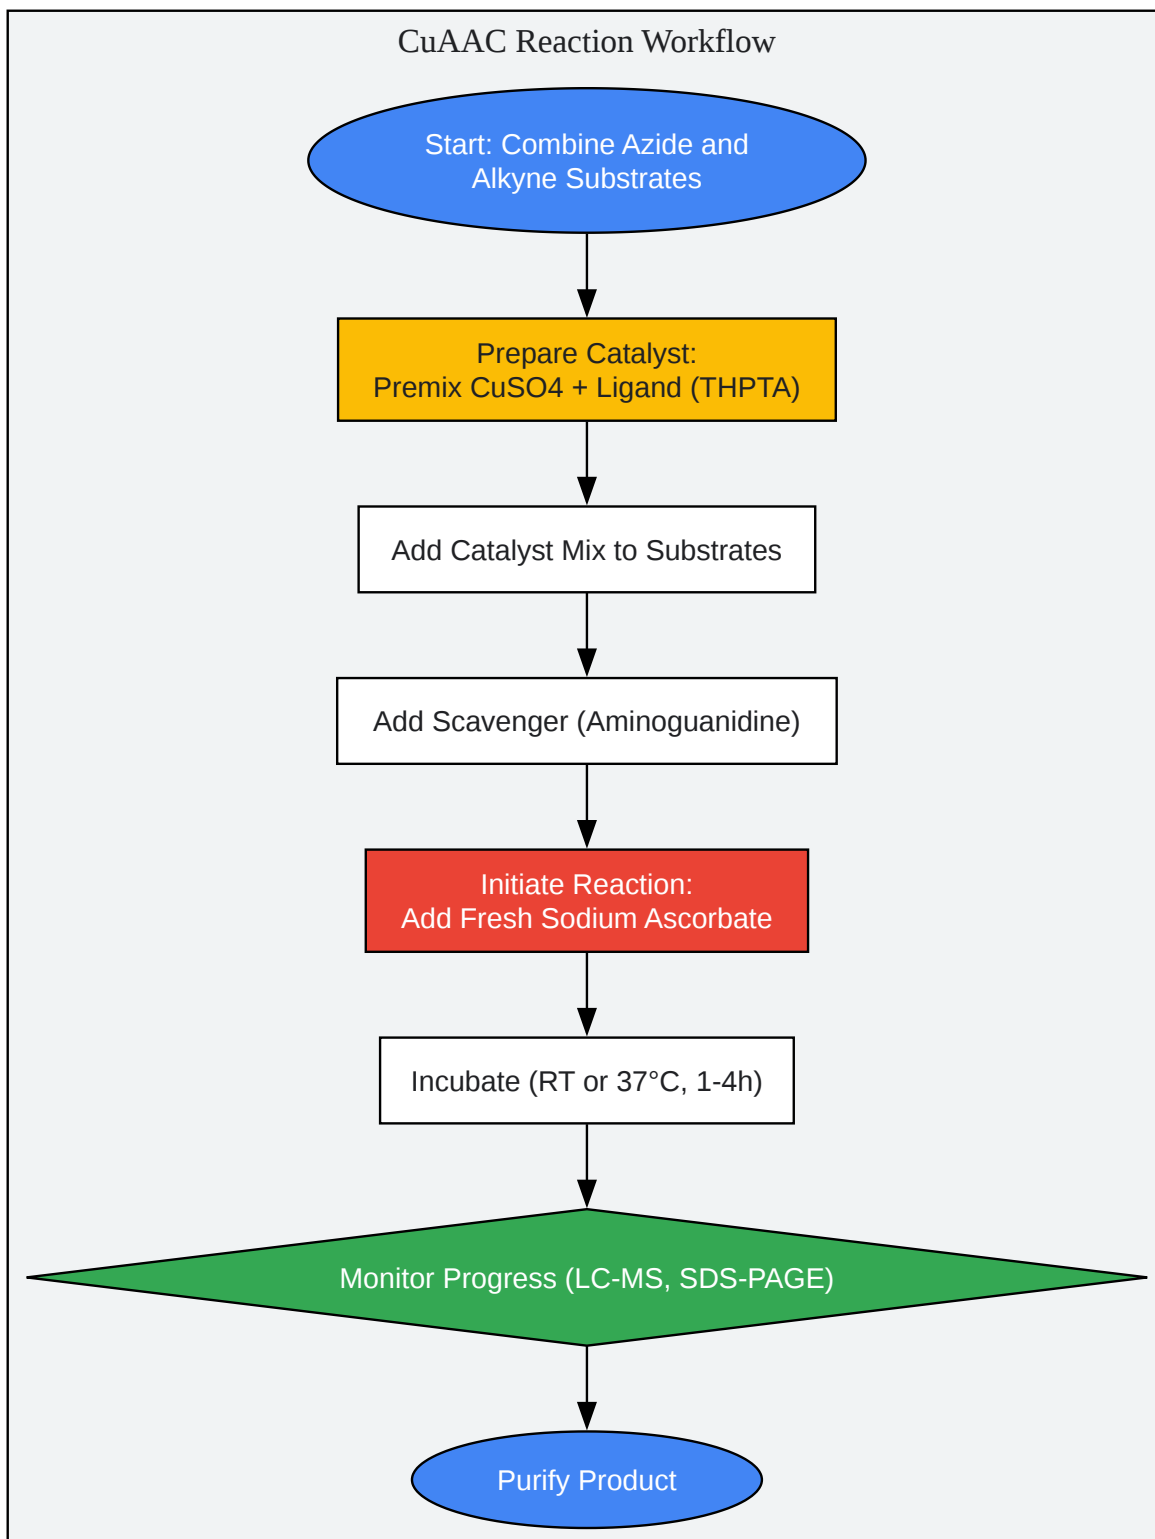 CuAAC Reaction Workflow
Start: Combine Azide and
Alkyne Substrates
Prepare Catalyst:
Premix CuSO4 + Ligand (THPTA)
Add Catalyst Mix to Substrates
Add Scavenger (Aminoguanidine)
Initiate Reaction:
Add Fresh Sodium Ascorbate
Incubate (RT or 37°C, 1-4h)
Monitor Progress (LC-MS, SDS-PAGE)
Purify Product